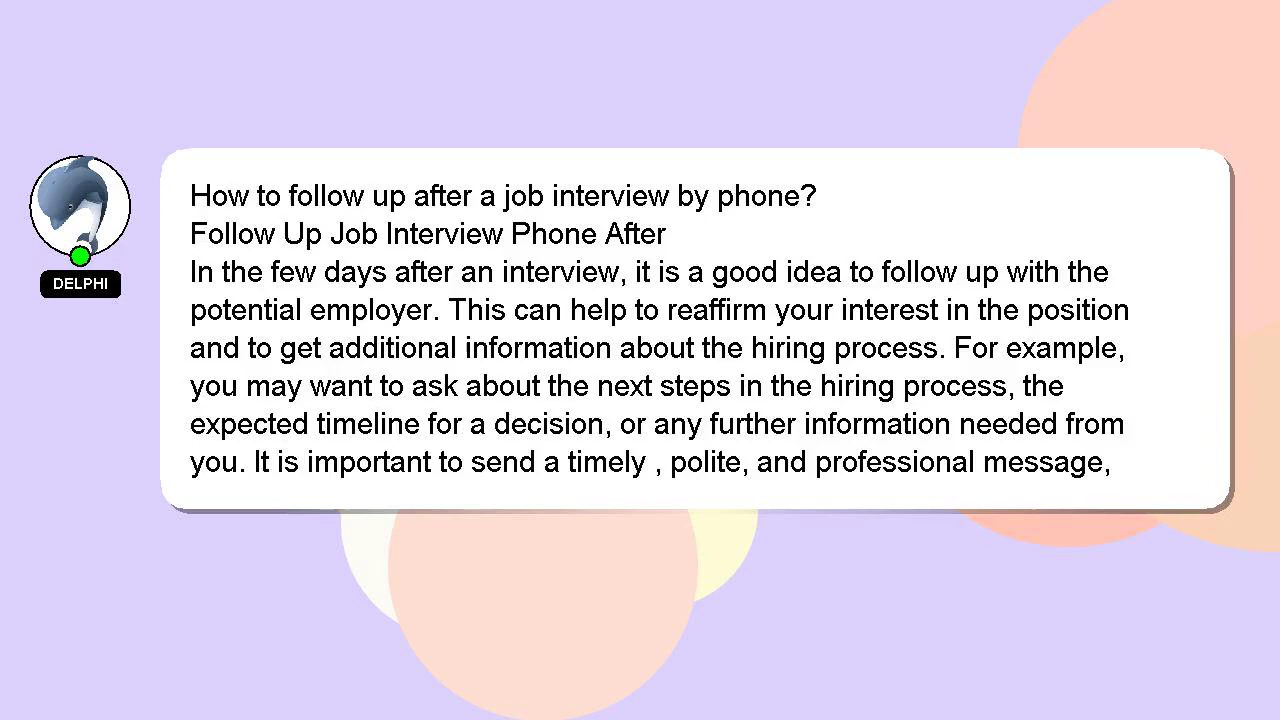 How to follow up after a job interview by phone?
Follow Up Job Interview Phone After
In the few days after an interview, it is a good idea to follow up with the
potential employer. This can help to reaffirm your interest in the position
and to get additional information about the hiring process. For example,
you may want to ask about the next steps in the hiring process, the
expected timeline for a decision, or any further information needed from
you. It is important to send a timely , polite, and professional message,
DELPHI